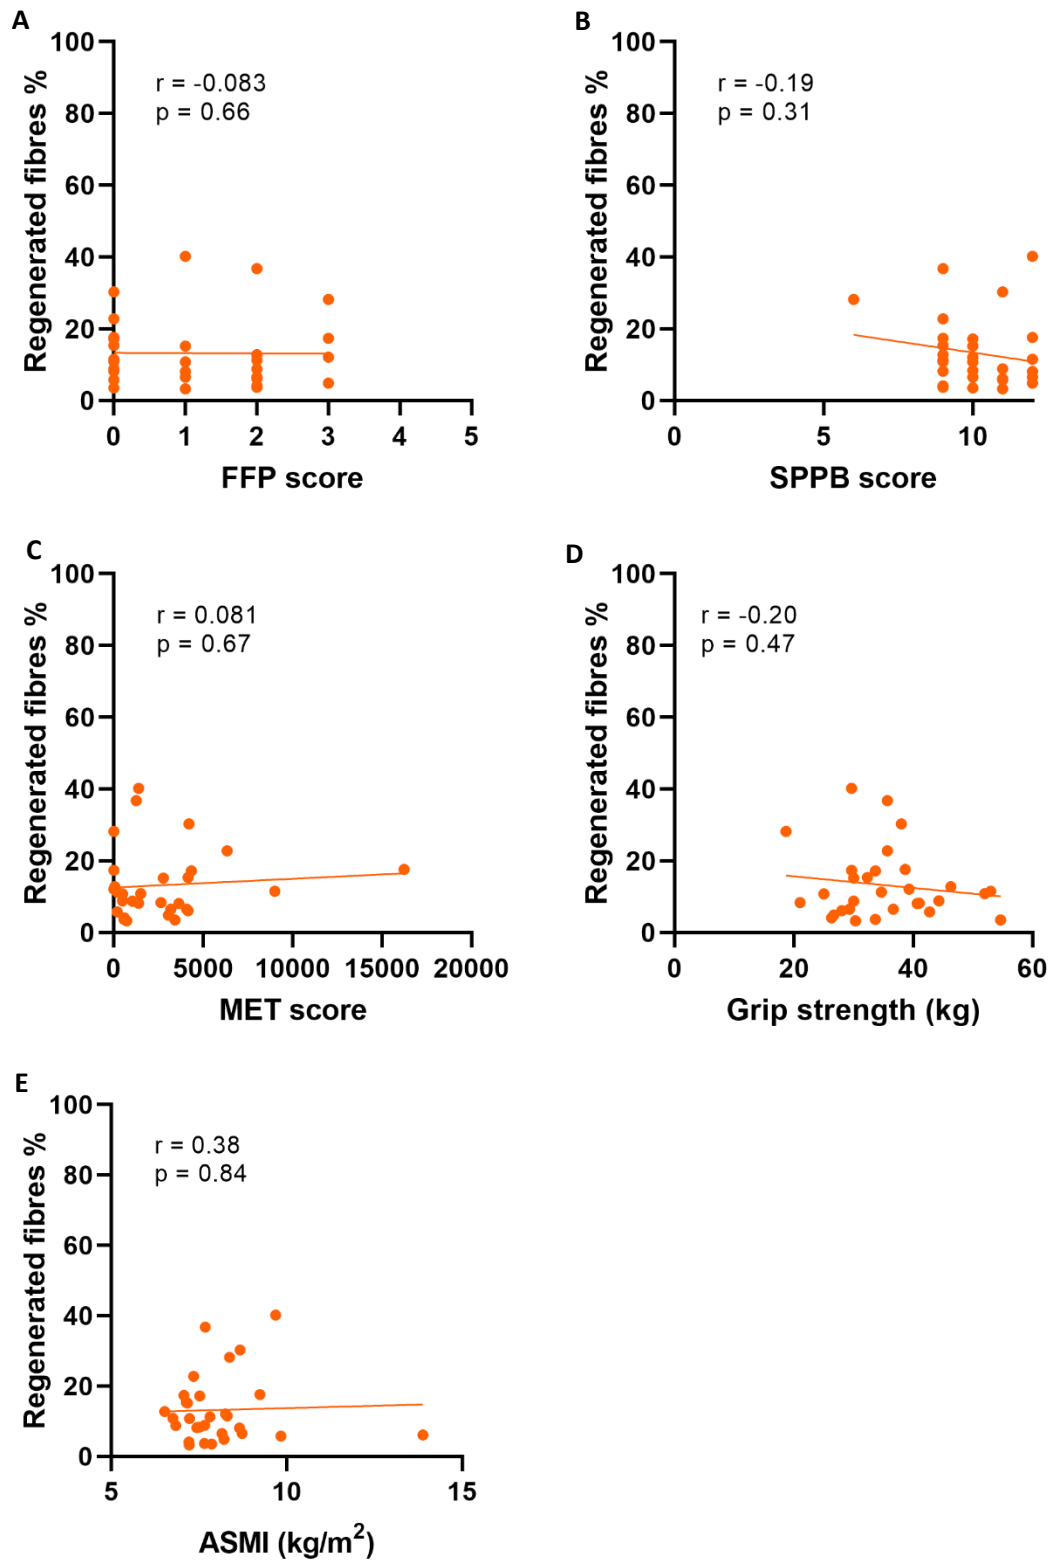 A
Regenerated fibres %
100
80
60
40
20
0
r = -0.083
p = 0.66
0 1 2 3 4 5
FFP score
B
Regenerated fibres %
100
80
60
40
20
0
r = -0.19
p = 0.31
0 5 10
SPPB score
C
Regenerated fibres %
100
80
60
40
20
0
r = 0.081
p = 0.67
0 5000 10000 15000 20000
MET score
D
Regenerated fibres %
100
80
60
40
20
0
r = -0.20
p = 0.47
0 20 40 60
Grip strength (kg)
E
Regenerated fibres %
100
80
60
40
20
0
r = 0.38
p = 0.84
5 10 15
ASMI (kg/m²)